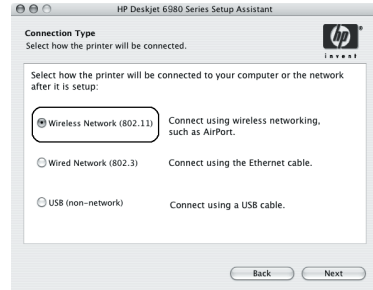 HP Deskjet 6980 Series Setup Assistant
Connection Type
Select how the printer will be connected.
hp
invent
Select how the printer will be connected to your computer or the network
after it is setup:
Wireless Network (802.11)
Connect using wireless networking,
such as AirPort.
Wired Network (802.3)
Connect using the Ethernet cable.
USB (non-network)
Connect using a USB cable.
Back
Next